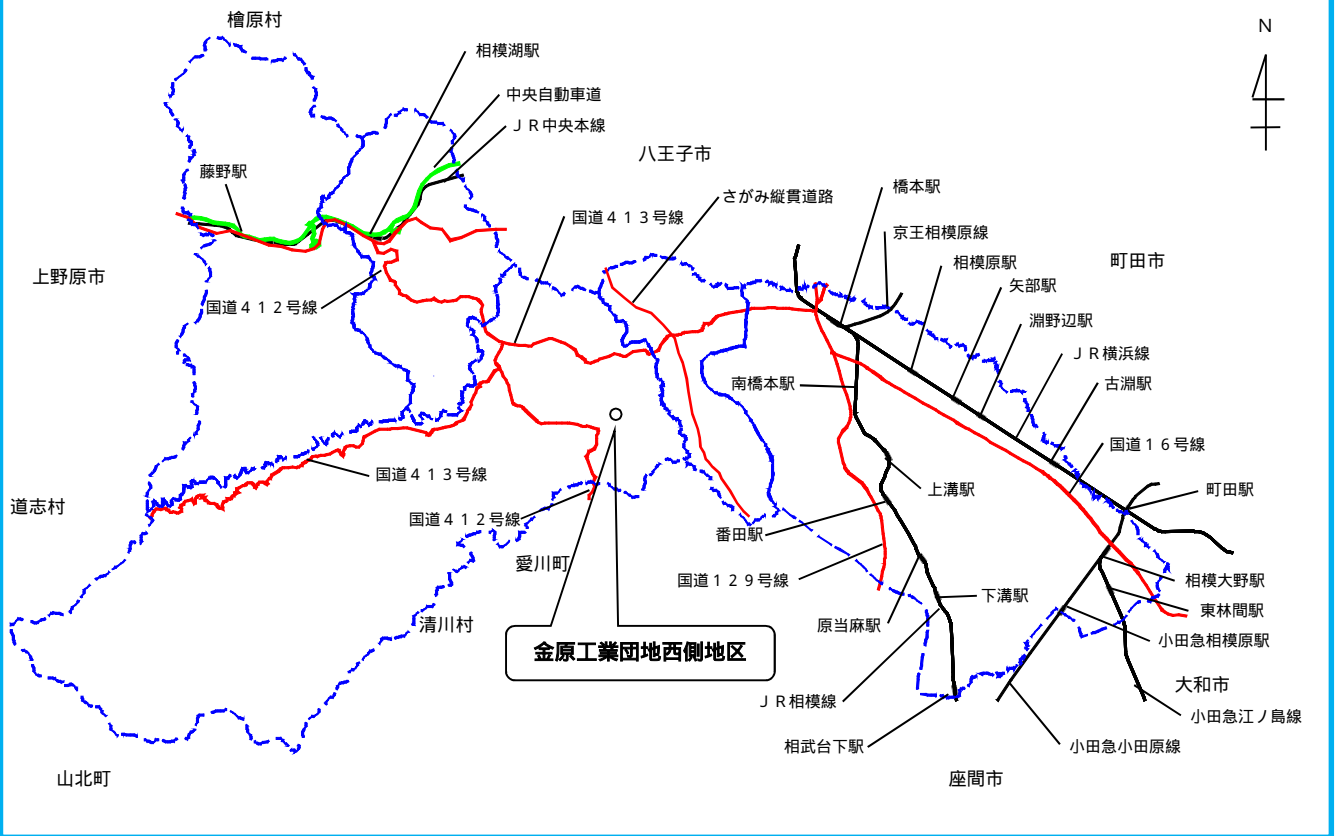 檜原村
N
相模湖駅
中央自動車道
ＪＲ中央本線
八王子市
藤野駅
さがみ縦貫道路
橋本駅
国道４１３号線
京王相模原線
町田市
相模原駅
上野原市
矢部駅
国道４１２号線
淵野辺駅
ＪＲ横浜線
南橋本駅
古淵駅
国道１６号線
国道４１３号線
上溝駅
町田駅
道志村
国道４１２号線
番田駅
愛川町
国道１２９号線
相模大野駅
下溝駅
東林間駅
清川村
原当麻駅
小田急相模原駅
金原工業団地西側地区
大和市
ＪＲ相模線
小田急江ノ島線
相武台下駅
小田急小田原線
山北町
座間市